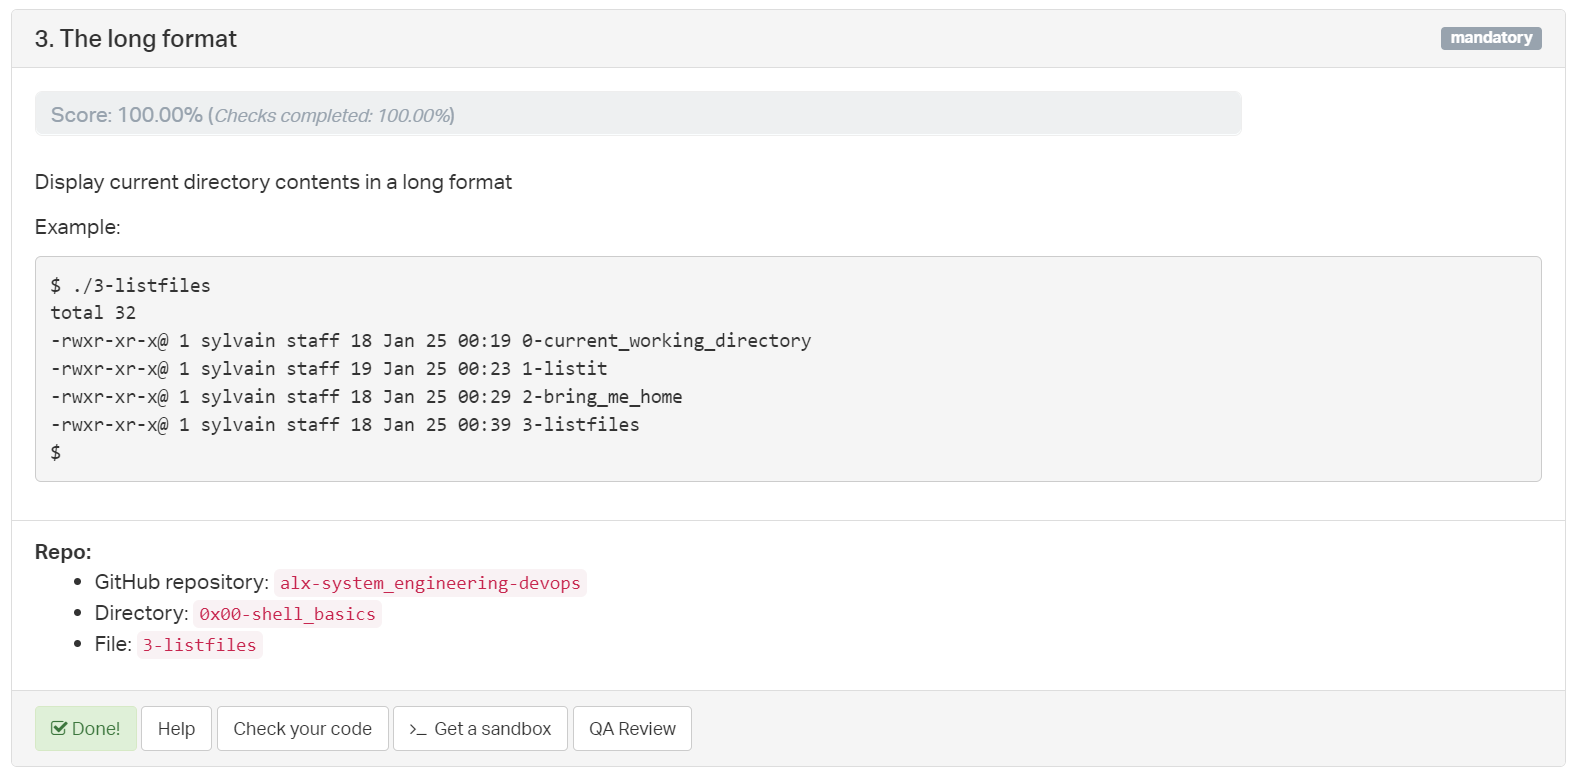 3. The long format
mandatory
Score: 100.00% (Checks completed: 100.00%)
Display current directory contents in a long format
Example:
$ ./3-listfiles
total 32
-rwxr-xr-x@ 1 sylvain staff 18 Jan 25 00:19 0-current_working_directory
-rwxr-xr-x@ 1 sylvain staff 19 Jan 25 00:23 1-listit
-rwxr-xr-x@ 1 sylvain staff 18 Jan 25 00:29 2-bring_me_home
-rwxr-xr-x@ 1 sylvain staff 18 Jan 25 00:39 3-listfiles
$
Repo:
• GitHub repository: alx-system_engineering-devops
• Directory: 0x00-shell_basics
• File: 3-listfiles
Done!
Help
Check your code
>_ Get a sandbox
QA Review